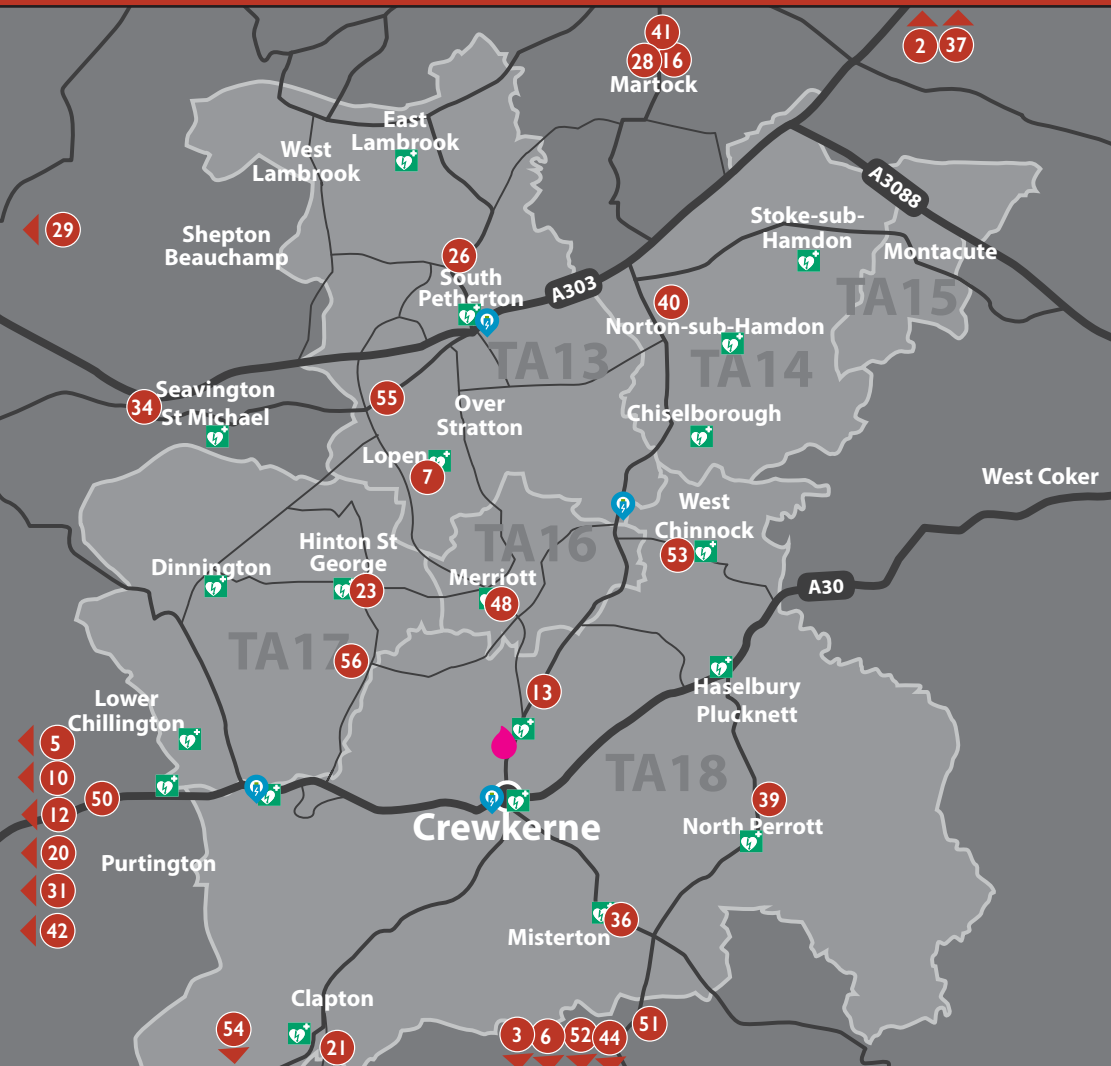 41
2
37
28
16
Martock
East
Lambrook
West
Lambrook
A3088
29
Stoke-sub-
Hamdon
Shepton
Beauchamp
Montacute
26
South
Petherton
A303
TA15
40
Norton-sub-Hamdon
TA13
TA14
Seavington
St Michael
34
55
Over
Stratton
Chiselborough
Lopen
7
West Coker
West
Chinnock
TA16
53
Hinton St
George
Dinnington
23
Merriott
48
A30
TA17
56
Haselbury
Plucknett
13
Lower
Chillington
5
10
50
12
20
31
42
TA18
39
North Perrott
Crewkerne
Purtington
36
Misterton
Clapton
54
21
3
6
52
44
51